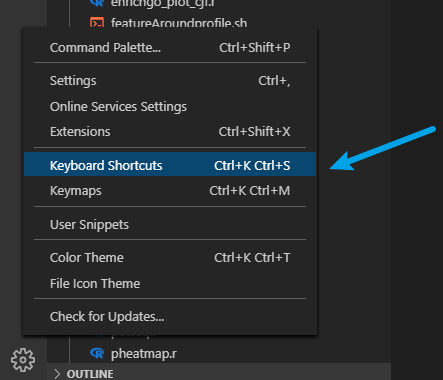 enrichgo_plot_cgi.r
featureAroundprofile.sh
Command Palette... Ctrl+Shift+P
Settings Ctrl+,
Online Services Settings
Extensions Ctrl+Shift+X
Keyboard Shortcuts Ctrl+K Ctrl+S
Keymaps Ctrl+K Ctrl+M
User Snippets
Color Theme Ctrl+K Ctrl+T
File Icon Theme
Check for Updates...
pheatmap.r
OUTLINE